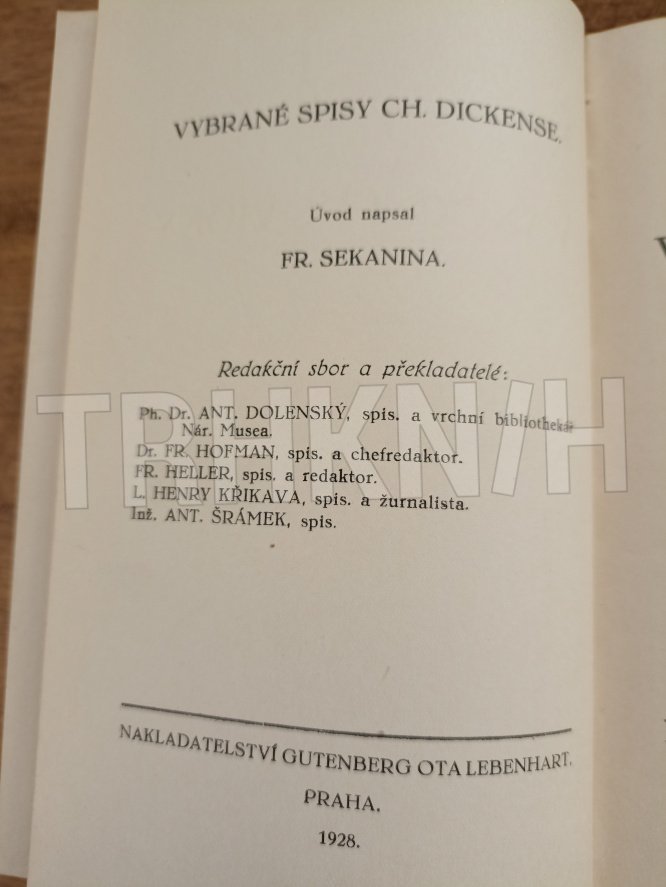 VYBRANÉ SPISY CH. DICKENSE.
Úvod napsal
FR. SEKANINA.
Redakční sbor a překladatelé:
Ph. Dr. ANT. DOLENSKÝ, spis. a vrchní bibliothekář
Nár. Musea.
Dr. FR. HOFMAN, spis. a chefredaktor.
FR. HELLER, spis. a redaktor.
L. HENRY KŘIKAVA, spis. a žurnalista.
Inž. ANT. ŠRÁMEK, spis.
NAKLADATELSTVÍ GUTENBERG OTA LEBENHART.
PRAHA.
1928.